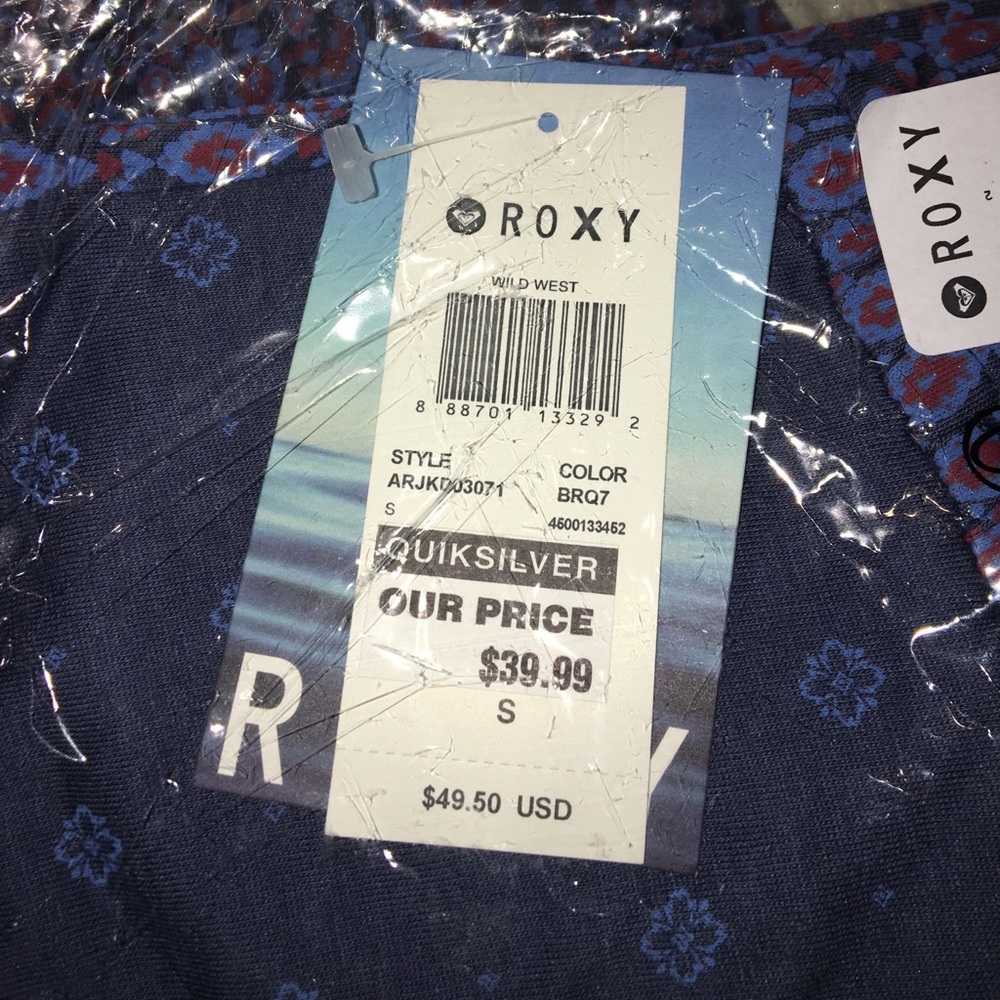 ROXY
WILD WEST
8 88701 13329 2
STYLE COLOR
ARJKD03071 BRQ7
S 4500133452
QUIKSILVER
OUR PRICE
$39.99
S
$49.50 USD
R Y
ROXY